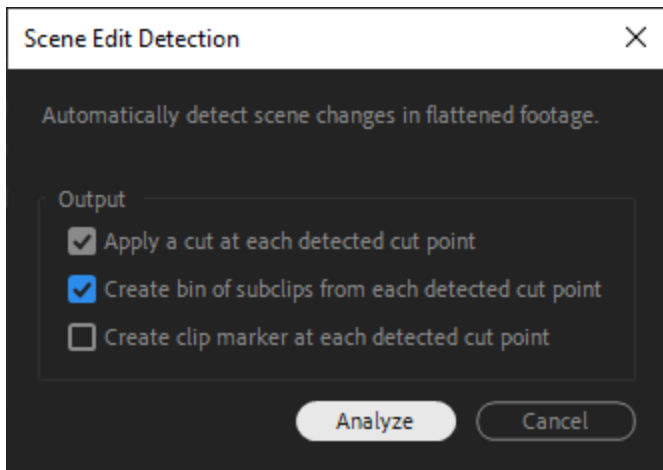 Scene Edit Detection
Automatically detect scene changes in flattened footage.
Output
Apply a cut at each detected cut point
Create bin of subclips from each detected cut point
Create clip marker at each detected cut point
Analyze
Cancel